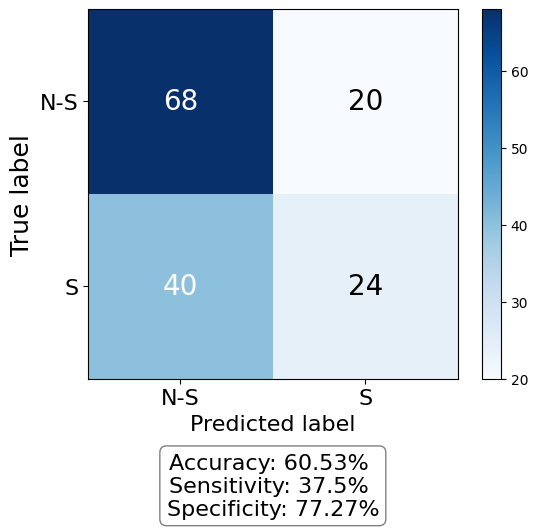 True label
N-S
68
20
S
40
24
N-S
S
Predicted label
60
50
40
30
20
Accuracy: 60.53%
Sensitivity: 37.5%
Specificity: 77.27%